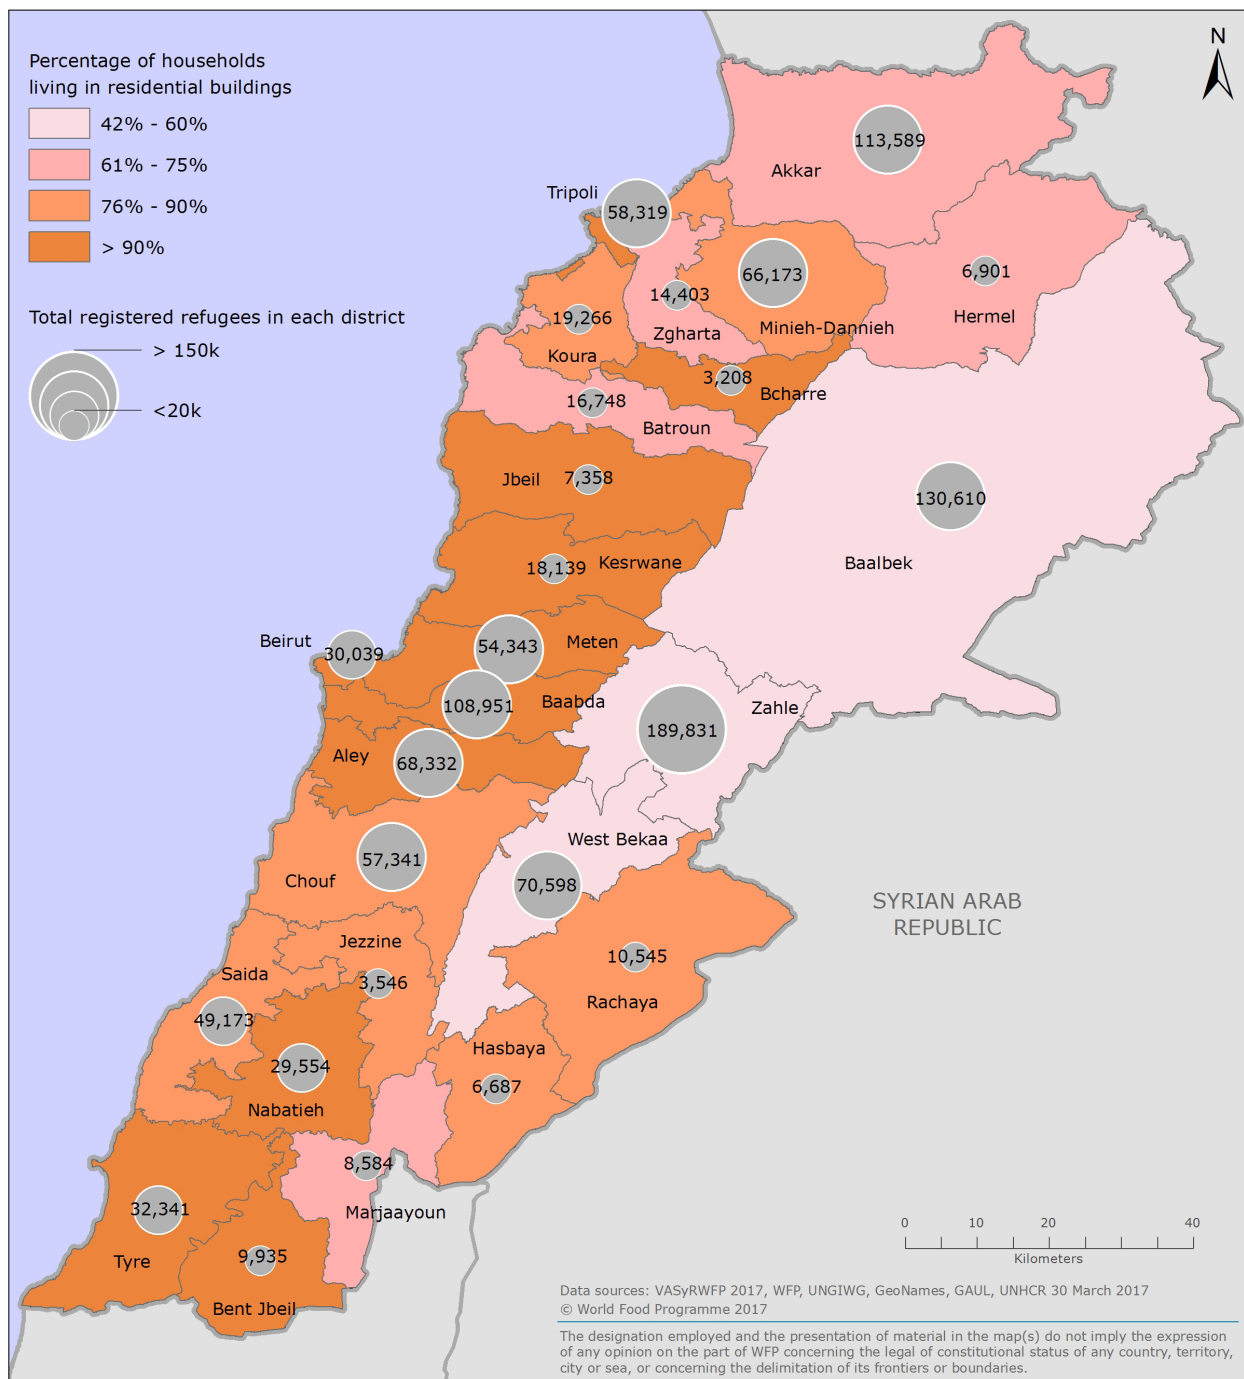 Percentage of households
living in residential buildings
42% - 60%
61% - 75%
76% - 90%
> 90%
Total registered refugees in each district
> 150k
<20k
N
113,589
Akkar
Tripoli
58,319
66,173
Minieh-Dannieh
6,901
Hermel
14,403
Zgharta
19,266
Koura
3,208
Bcharre
16,748
Batroun
Jbeil
7,358
130,610
Baalbek
18,139
Kesrwane
Beirut
30,039
54,343
Meten
108,951
Baabda
189,831
Zahle
Aley
68,332
West Bekaa
70,598
57,341
Chouf
SYRIAN ARAB
REPUBLIC
Jezzine
3,546
Saida
49,173
10,545
Rachaya
29,554
Nabatieh
Hasbaya
6,687
8,584
Marjaayoun
32,341
Tyre
9,935
Bent Jbeil
0 10 20 40
Kilometers
Data sources: VASyRWFP 2017, WFP, UNGIWG, GeoNames, GAUL, UNHCR 30 March 2017
© World Food Programme 2017
The designation employed and the presentation of material in the map(s) do not imply the expression
of any opinion on the part of WFP concerning the legal of constitutional status of any country, territory,
city or sea, or concerning the delimitation of its frontiers or boundaries.